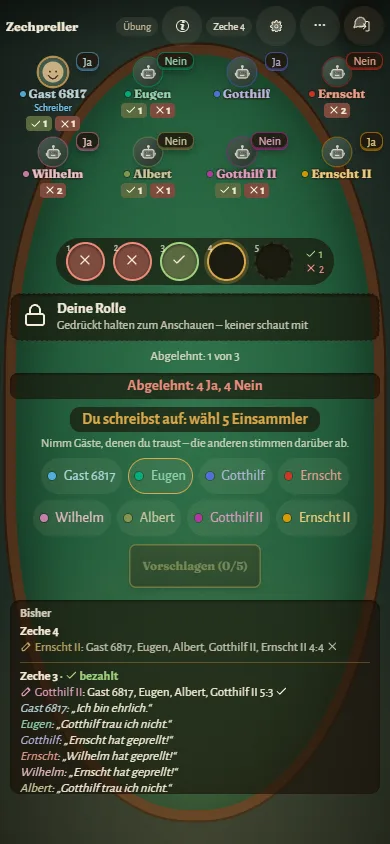 Zechpreller
Übung
Zeche 4
Ja
Nein
Ja
Nein
Gast 6817
Eugen
Gotthilf
Ernscht
Schreiber
✓ 1 ✕ 1
✓ 1 ✕ 1
✕ 2
Ja
Nein
Nein
Ja
Wilhelm
Albert
Gotthilf II
Ernscht II
✕ 2
✓ 1 ✕ 1
✓ 1 ✕ 1
1 2 3 4 5
✓ 1
✕ 2
Deine Rolle
Gedrückt halten zum Anschauen – keiner schaut mit
Abgelehnt: 1 von 3
Abgelehnt: 4 Ja, 4 Nein
Du schreibst auf: wähl 5 Einsammler
Nimm Gäste, denen du traust – die anderen stimmen darüber ab.
Gast 6817
Eugen
Gotthilf
Ernscht
Wilhelm
Albert
Gotthilf II
Ernscht II
Vorschlagen (0/5)
Bisher
Zeche 4
Ernscht II: Gast 6817, Eugen, Albert, Gotthilf II, Ernscht II 4:4 ✕
Zeche 3 · ✓ bezahlt
Gotthilf II: Gast 6817, Eugen, Albert, Gotthilf II 5:3 ✓
Gast 6817: „Ich bin ehrlich.“
Eugen: „Gotthilf trau ich nicht.“
Gotthilf: „Ernscht hat geprellt!“
Ernscht: „Wilhelm hat geprellt!“
Wilhelm: „Ernscht hat geprellt!“
Albert: „Gotthilf trau ich nicht.“